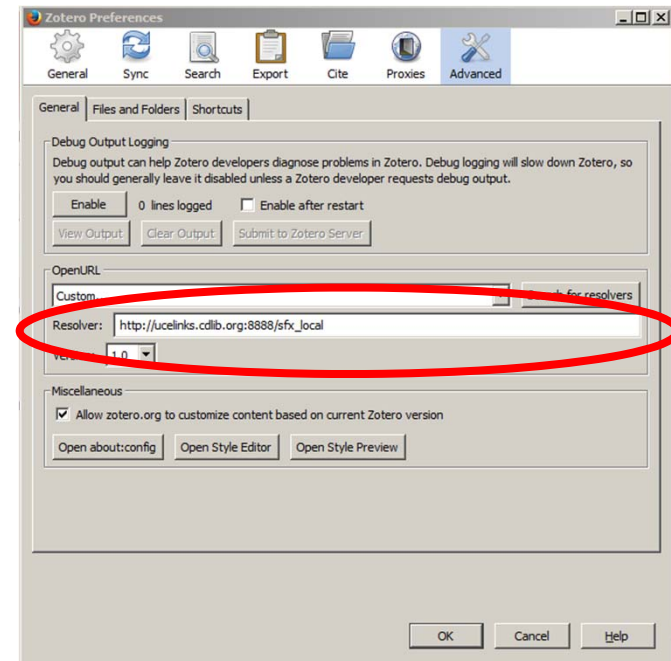 Zotero Preferences
General Sync Search Export Cite Proxies Advanced
General Files and Folders Shortcuts
Debug Output Logging
Debug output can help Zotero developers diagnose problems in Zotero. Debug logging will slow down Zotero, so
you should generally leave it disabled unless a Zotero developer requests debug output.
Enable 0 lines logged Enable after restart
View Output Clear Output Submit to Zotero Server
OpenURL
Custom... for resolvers
Resolver: http://ucelinks.cdlib.org:8888/sfx_local
1.0
Miscellaneous
Allow zotero.org to customize content based on current Zotero version
Open about:config Open Style Editor Open Style Preview
OK Cancel Help